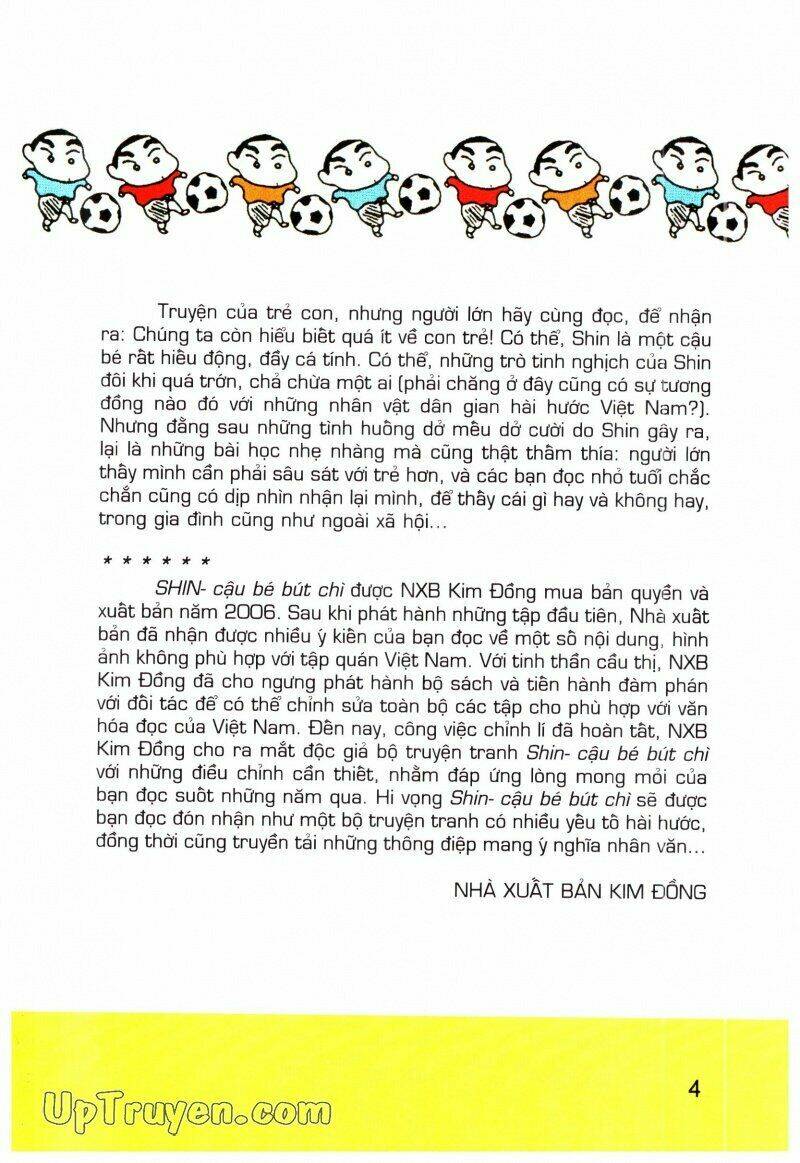 Truyện của trẻ con, nhưng người lớn hãy cùng đọc, để nhận
ra: Chúng ta còn hiểu biết quá ít về con trẻ! Có thể, Shin là một cậu
bé rất hiếu động, đầy cá tính. Có thể, những trò tinh nghịch của Shin
đôi khi quá trớn, chả chừa một ai (phải chăng ở đây cũng có sự tương
đồng nào đó với những nhân vật dân gian hài hước Việt Nam?).
Nhưng đằng sau những tình huống dở mếu dở cười do Shin gây ra,
lại là những bài học nhẹ nhàng mà cũng thật thấm thía: người lớn
thấy mình cần phải sâu sát với trẻ hơn, và các bạn đọc nhỏ tuổi chắc
chắn cũng có dịp nhìn nhận lại mình, để thấy cái gì hay và không hay,
trong gia đình cũng như ngoài xã hội...
* * * * * *
SHIN- cậu bé bút chì được NXB Kim Đồng mua bản quyền và
xuất bản năm 2006. Sau khi phát hành những tập đầu tiên, Nhà xuất
bản đã nhận được nhiều ý kiến của bạn đọc về một số nội dung, hình
ảnh không phù hợp với tập quán Việt Nam. Với tinh thần cầu thị, NXB
Kim Đồng đã cho ngưng phát hành bộ sách và tiến hành đàm phán
với đối tác để có thể chỉnh sửa toàn bộ các tập cho phù hợp với văn
hóa đọc của Việt Nam. Đến nay, công việc chỉnh lí đã hoàn tất, NXB
Kim Đồng cho ra mắt độc giả bộ truyện tranh Shin- cậu bé bút chì
với những điều chỉnh cần thiết, nhằm đáp ứng lòng mong mỏi của
bạn đọc suốt những năm qua. Hi vọng Shin- cậu bé bút chì sẽ được
bạn đọc đón nhận như một bộ truyện tranh có nhiều yếu tố hài hước,
đồng thời cũng truyền tải những thông điệp mang ý nghĩa nhân văn...
NHÀ XUẤT BẢN KIM ĐỒNG
4
UpTruyen.com